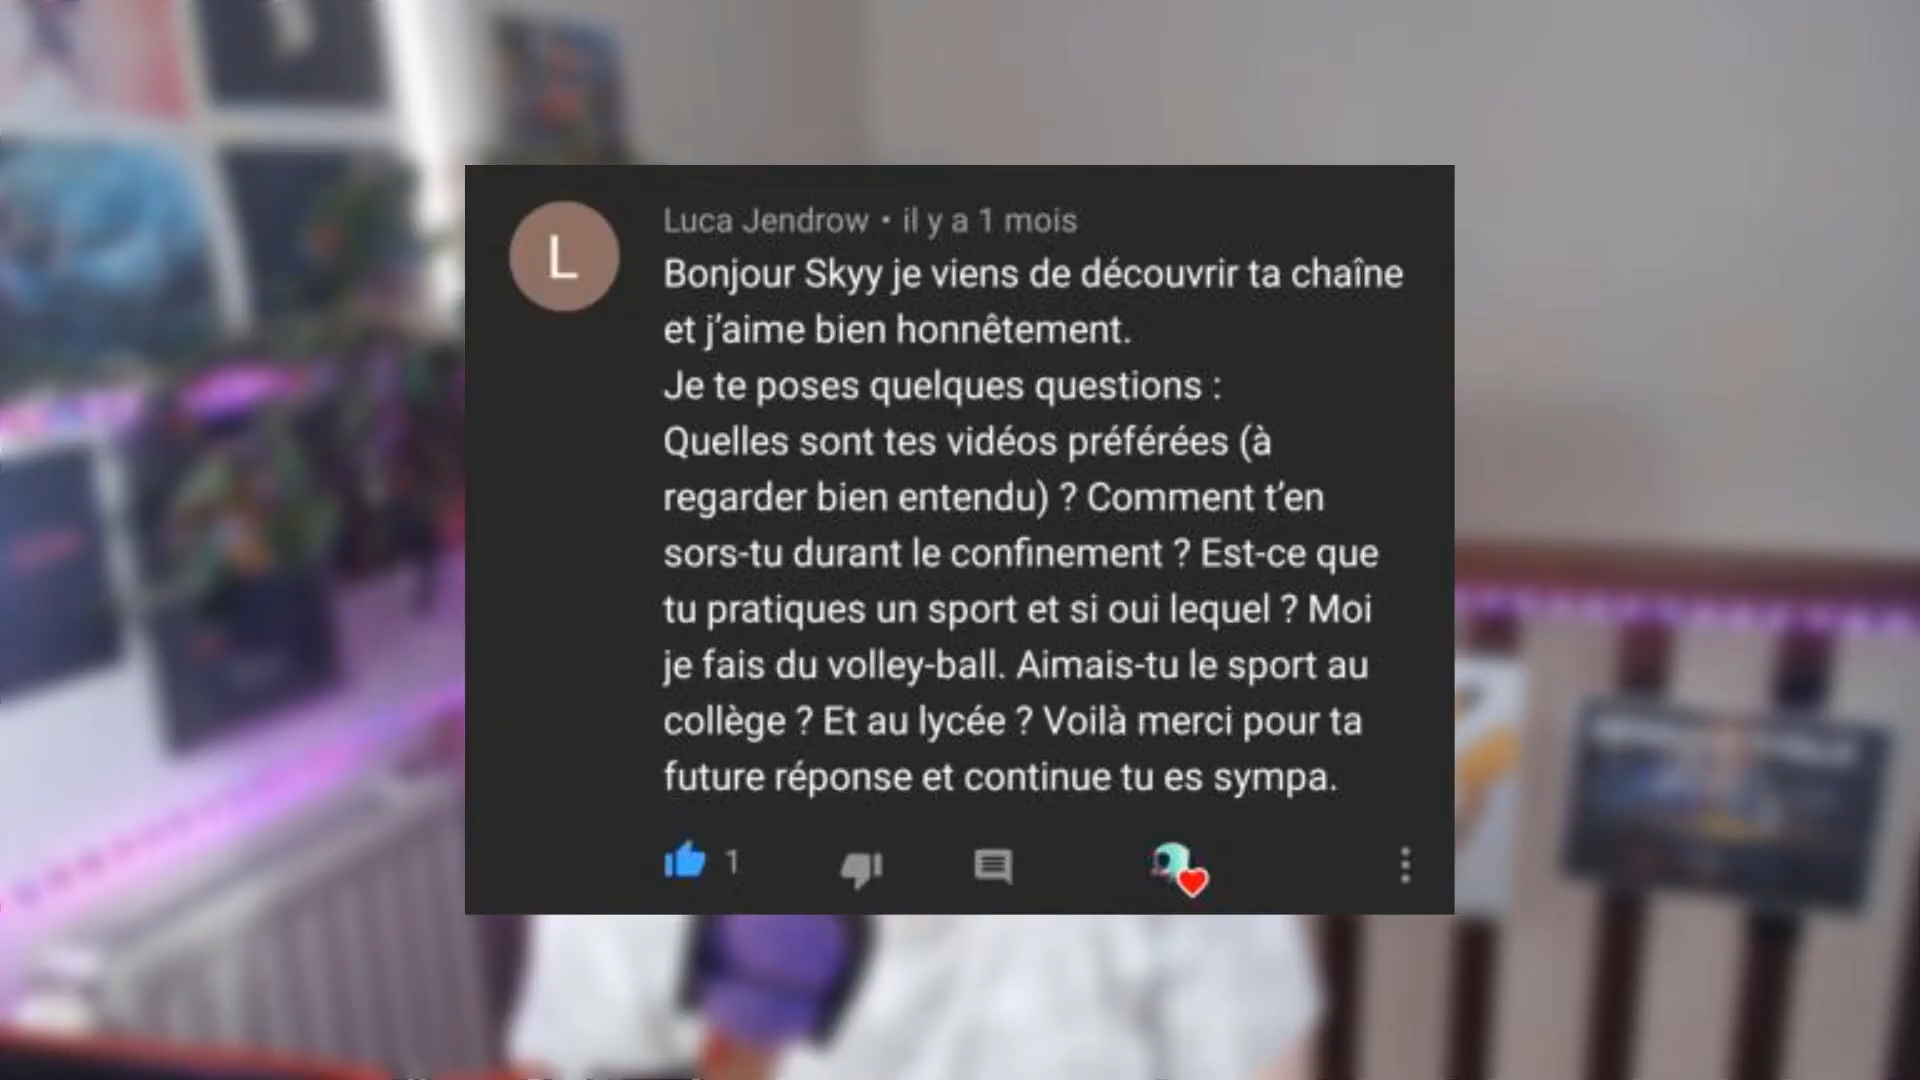 L
Luca Jendrow • il y a 1 mois
Bonjour Skyy je viens de découvrir ta chaîne
et j’aime bien honnêtement.
Je te poses quelques questions :
Quelles sont tes vidéos préférées (à
regarder bien entendu) ? Comment t’en
sors-tu durant le confinement ? Est-ce que
tu pratiques un sport et si oui lequel ? Moi
je fais du volley-ball. Aimais-tu le sport au
collège ? Et au lycée ? Voilà merci pour ta
future réponse et continue tu es sympa.
1